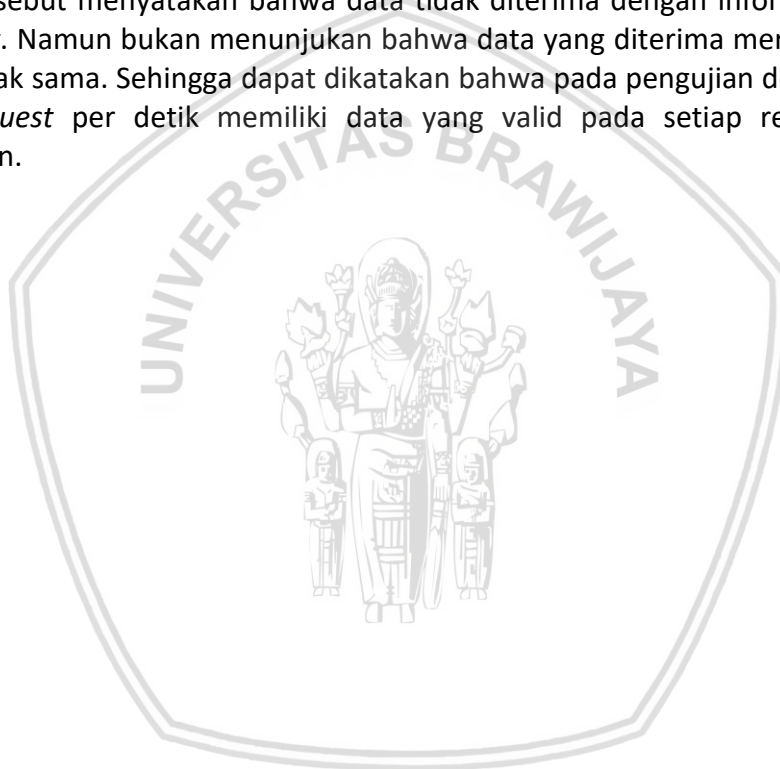 sebut menyatakan bahwa data tidak diterima dengan infor
. Namun bukan menunjukan bahwa data yang diterima mer
ak sama. Sehingga dapat dikatakan bahwa pada pengujian d
uest per detik memiliki data yang valid pada setiap re
n.
UNIVERSITAS BRAWIJAYA